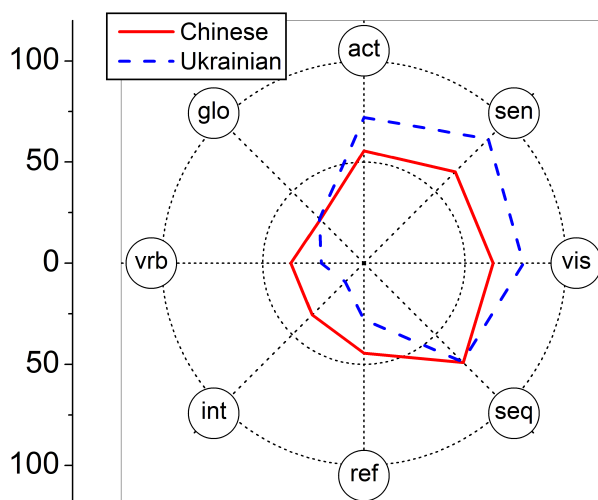 Chinese
Ukrainian
100
50
0
50
100
act
sen
vis
seq
ref
int
vrb
glo